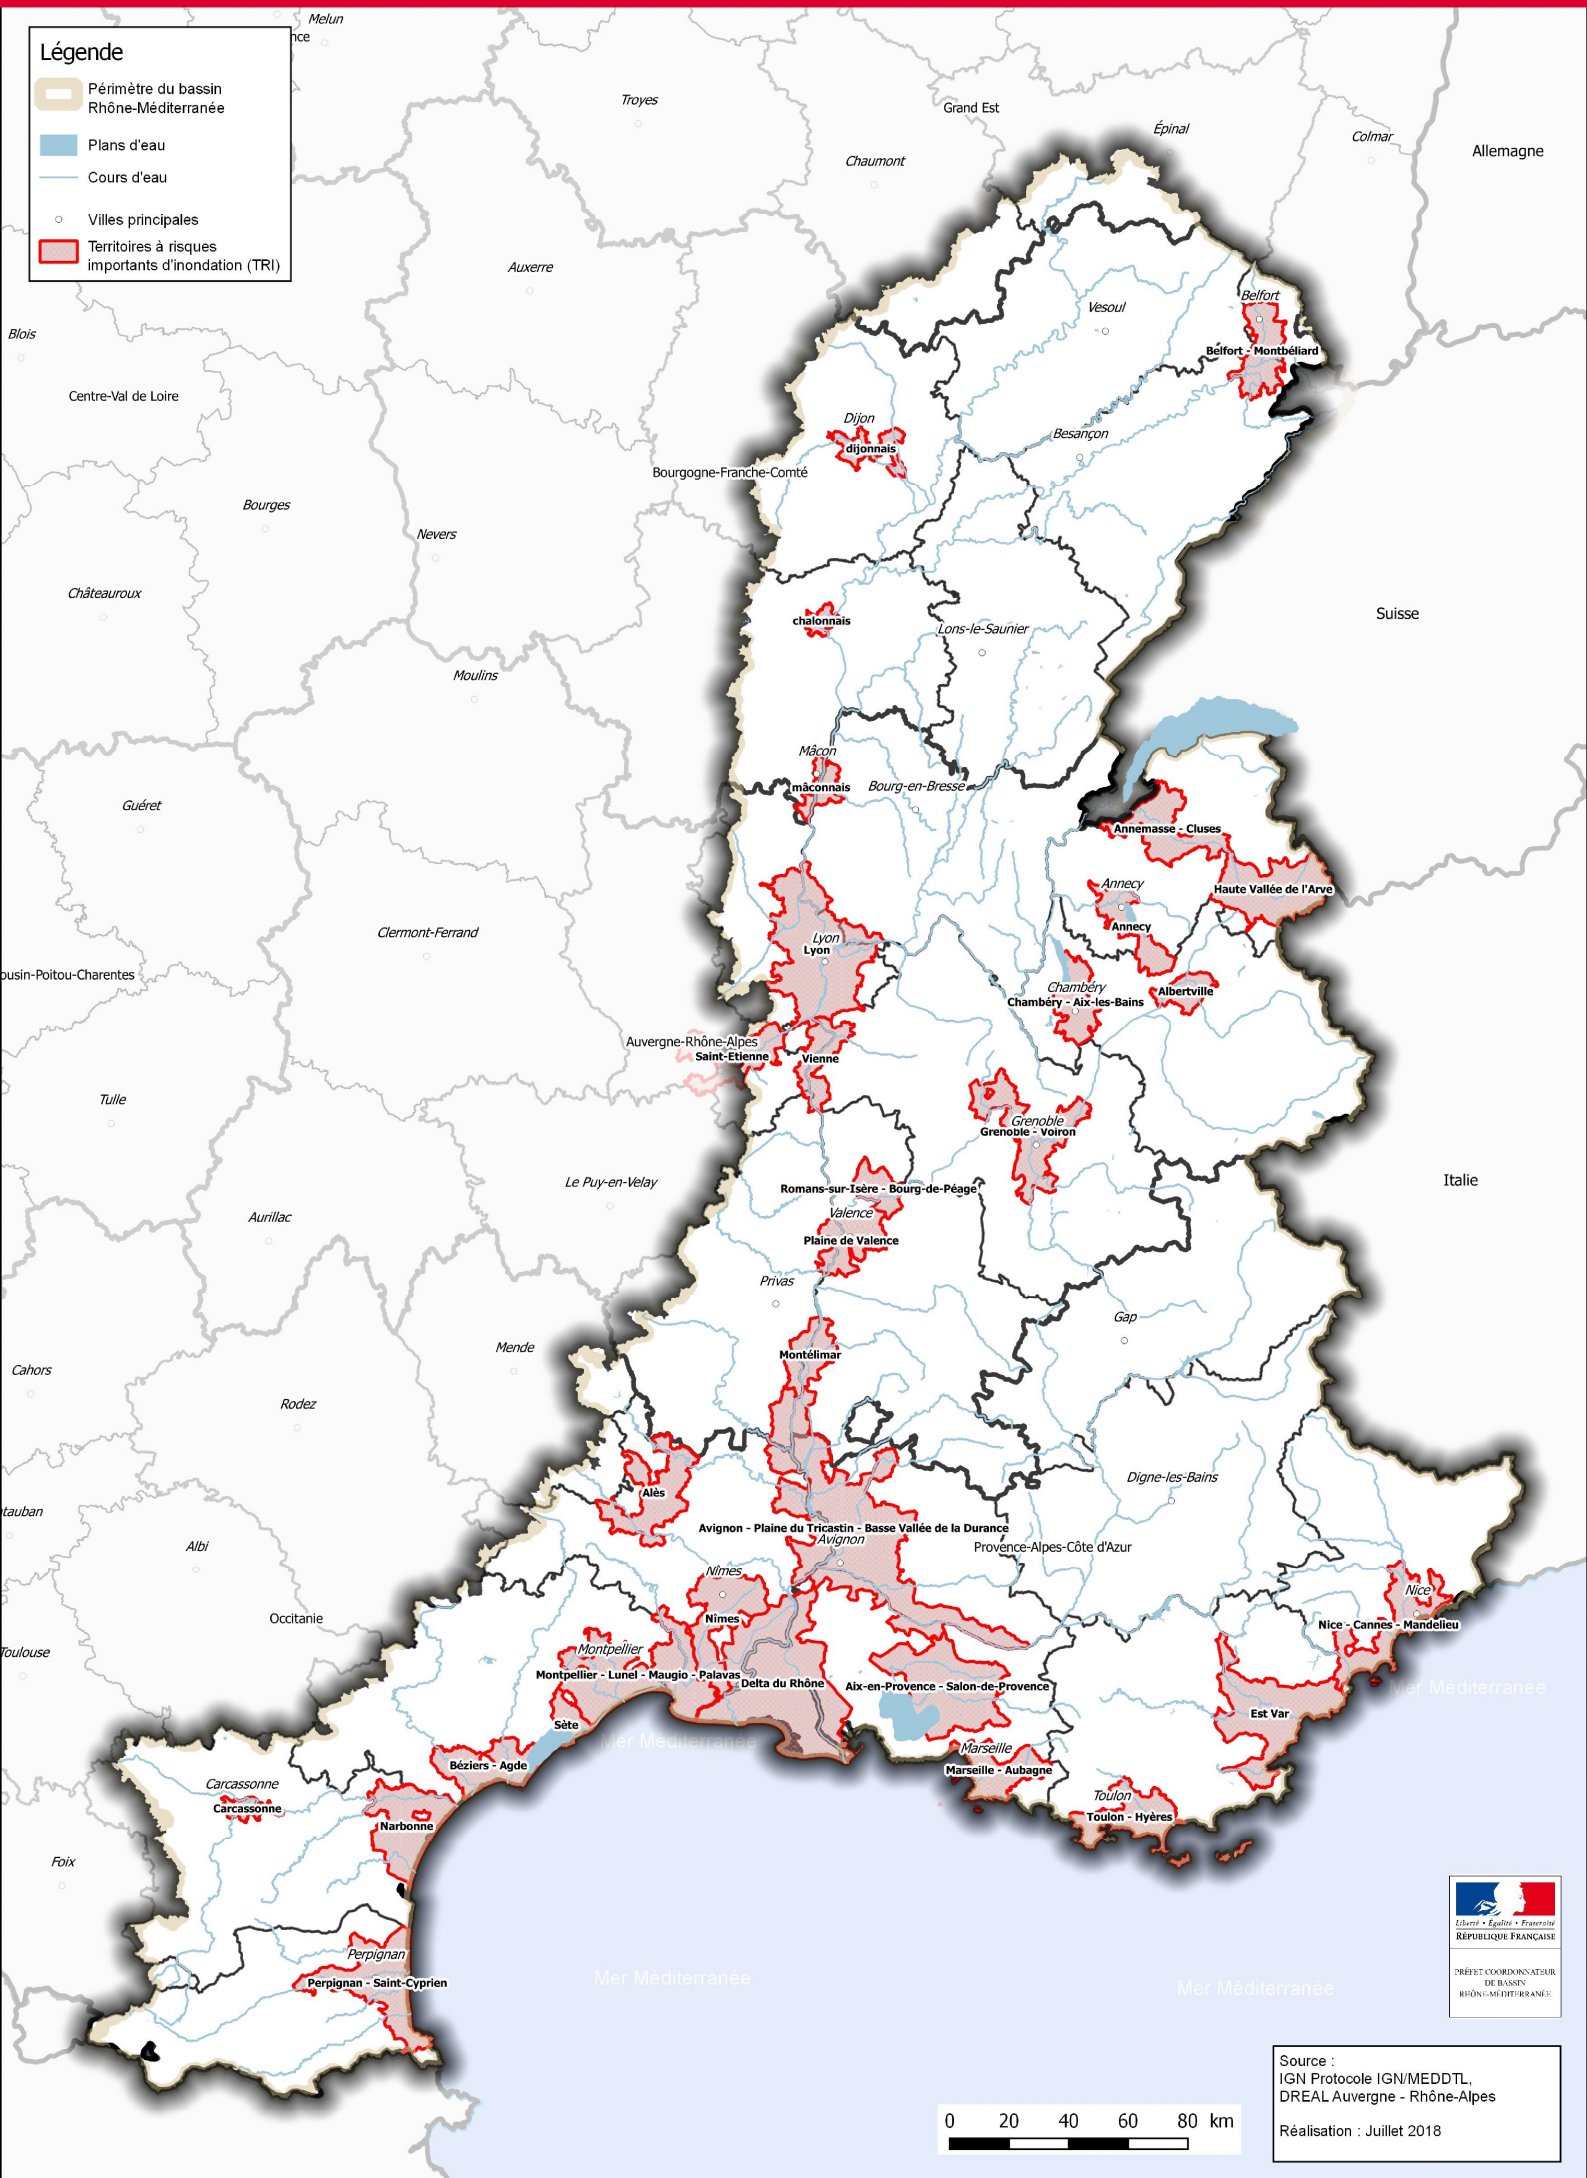 Légende
Périmètre du bassin
Rhône-Méditerranée
Plans d'eau
Cours d'eau
Villes principales
Territoires à risques
importants d'inondation (TRI)
Melun
nce
Troyes
Grand Est
Épinal
Colmar
Allemagne
Chaumont
Auxerre
Blois
Vesoul
Belfort
Belfort - Montbéliard
Centre-Val de Loire
Dijon
dijonnais
Besançon
Bourgogne-Franche-Comté
Bourges
Nevers
Châteauroux
Suisse
chalonnais
Lons-le-Saunier
Moulins
Mâcon
mâconnais
Bourg-en-Bresse
Guéret
Annemasse - Cluses
Annecy
Haute Vallée de l'Arve
Annecy
Clermont-Ferrand
Lyon
Lyon
ousin-Poitou-Charentes
Chambéry
Albertville
Chambéry - Aix-les-Bains
Auvergne-Rhône-Alpes
Saint-Etienne
Vienne
Tulle
Grenoble
Grenoble - Voiron
Le Puy-en-Velay
Romans-sur-Isère - Bourg-de-Péage
Italie
Aurillac
Valence
Plaine de Valence
Privas
Gap
Mende
Montélimar
Cahors
Rodez
Digne-les-Bains
Alès
tauban
Avignon - Plaine du Tricastin - Basse Vallée de la Durance
Avignon
Provence-Alpes-Côte d'Azur
Albi
Nîmes
Nice
Occitanie
Nîmes
Nice - Cannes - Mandelieu
Toulouse
Montpellier
Montpellier - Lunel - Maugio - Palavas
Delta du Rhône
Aix-en-Provence - Salon-de-Provence
Mer Méditerranée
Est Var
Sète
Mer Méditerranée
Marseille
Béziers - Agde
Marseille - Aubagne
Carcassonne
Carcassonne
Toulon
Toulon - Hyères
Narbonne
Foix
Perpignan
Perpignan - Saint-Cyprien
Mer Méditerranée
Mer Méditerranée
Liberté • Égalité • Fraternité
RÉPUBLIQUE FRANÇAISE
PRÉFET COORDONNATEUR
DE BASSIN
RHÔNE-MÉDITERRANÉE
Source :
IGN Protocole IGN/MEDDTL,
DREAL Auvergne - Rhône-Alpes
Réalisation : Juillet 2018
0 20 40 60 80 km